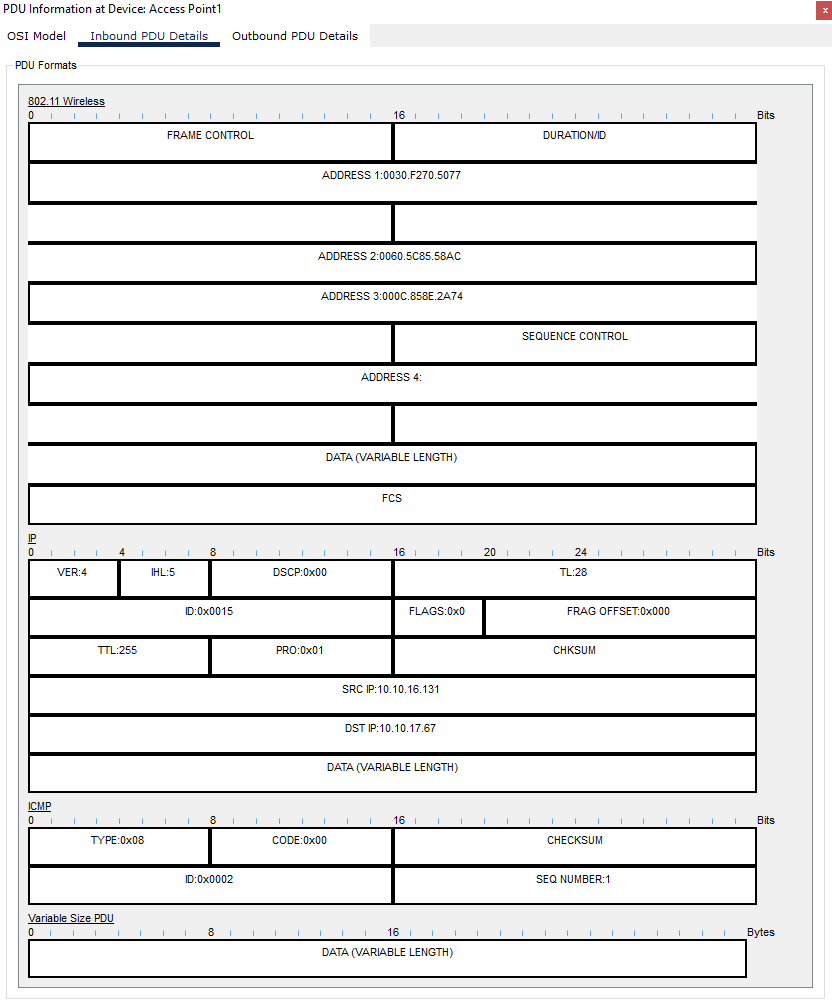 PDU Information at Device: Access Point1
x
OSI Model Inbound PDU Details Outbound PDU Details
PDU Formats
802.11 Wireless
0 16 Bits
FRAME CONTROL DURATION/ID
ADDRESS 1:0030.F270.5077
ADDRESS 2:0060.5C85.58AC
ADDRESS 3:000C.858E.2A74
SEQUENCE CONTROL
ADDRESS 4:
DATA (VARIABLE LENGTH)
FCS
IP
0 4 8 16 20 24 Bits
VER:4 IHL:5 DSCP:0x00 TL:28
ID:0x0015 FLAGS:0x0 FRAG OFFSET:0x000
TTL:255 PRO:0x01 CHKSUM
SRC IP:10.10.16.131
DST IP:10.10.17.67
DATA (VARIABLE LENGTH)
ICMP
0 8 16 Bits
TYPE:0x08 CODE:0x00 CHECKSUM
ID:0x0002 SEQ NUMBER:1
Variable Size PDU
0 8 16 Bytes
DATA (VARIABLE LENGTH)